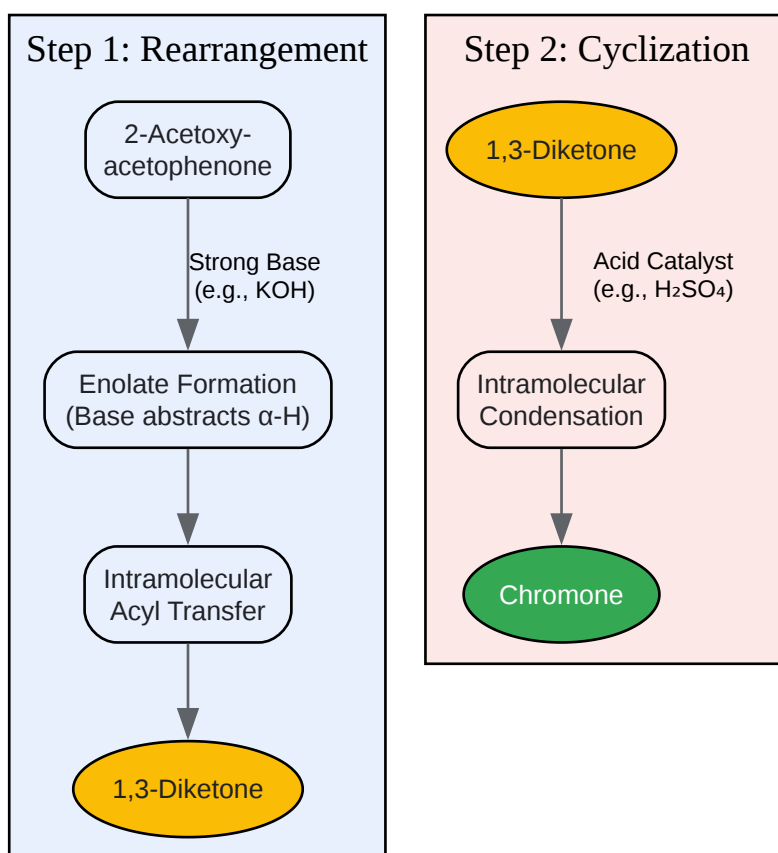 Step 1: Rearrangement
2-Acetoxy-
acetophenone
Strong Base
(e.g., KOH)
Enolate Formation
(Base abstracts α-H)
Intramolecular
Acyl Transfer
1,3-Diketone
Step 2: Cyclization
1,3-Diketone
Acid Catalyst
(e.g., H₂SO₄)
Intramolecular
Condensation
Chromone